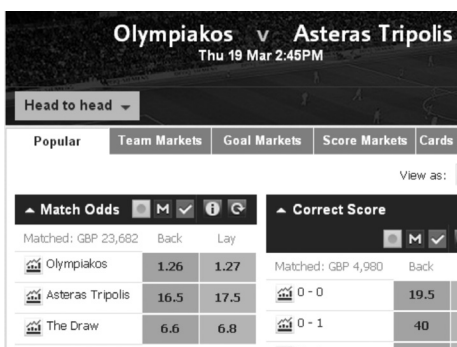 Olympiakos v Asteras Tripolis
Thu 19 Mar 2:45PM
Head to head
Popular Team Markets Goal Markets Score Markets Cards
View as:
Match Odds M
Matched: GBP 23,682 Back Lay
Olympiakos 1.26 1.27
Asteras Tripolis 16.5 17.5
The Draw 6.6 6.8
Correct Score
M
Matched: GBP 4,980 Back
0 - 0 19.5
0 - 1 40